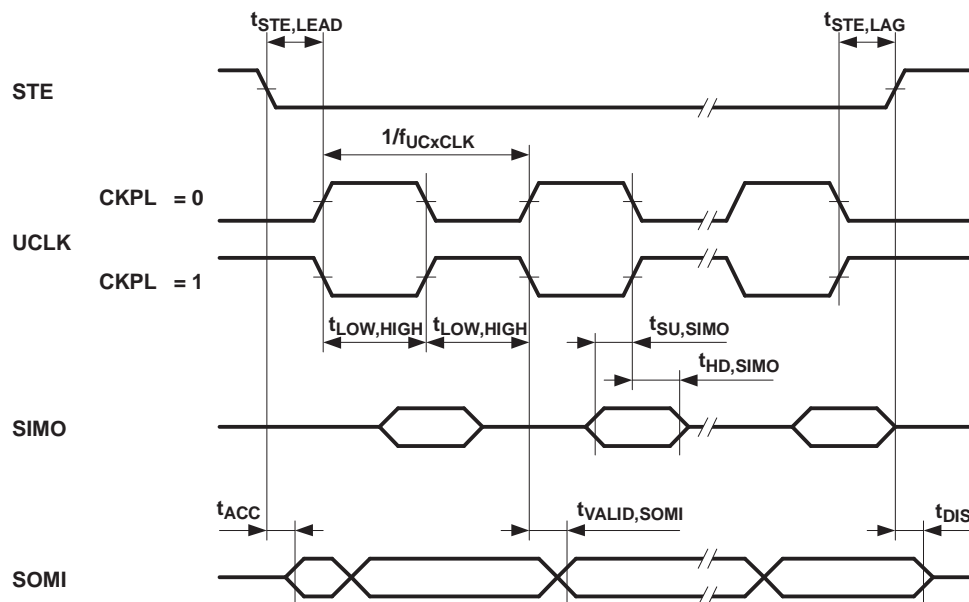 tSTE,LEAD
tSTE,LAG
STE
1/fUCxCLK
CKPL = 0
UCLK
CKPL = 1
tLOW,HIGH tLOW,HIGH
tSU,SIMO
tHD,SIMO
SIMO
tACC
tVALID,SOMI
tDIS
SOMI